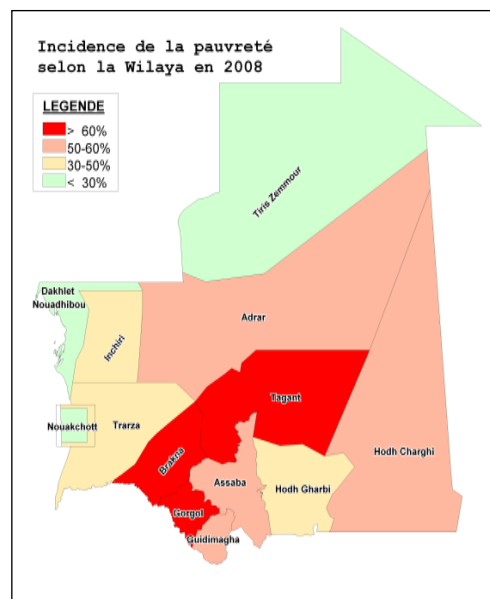 Incidence de la pauvreté
selon la Wilaya en 2008
LEGENDE
> 60%
50-60%
30-50%
< 30%
Tiris Zemmour
Dakhlet
Nouadhibou
Inchiri
Adrar
Nouakchott
Trarza
Tagant
Brakna
Assaba
Hodh Charghi
Hodh Gharbi
Gorgol
Guidimagha